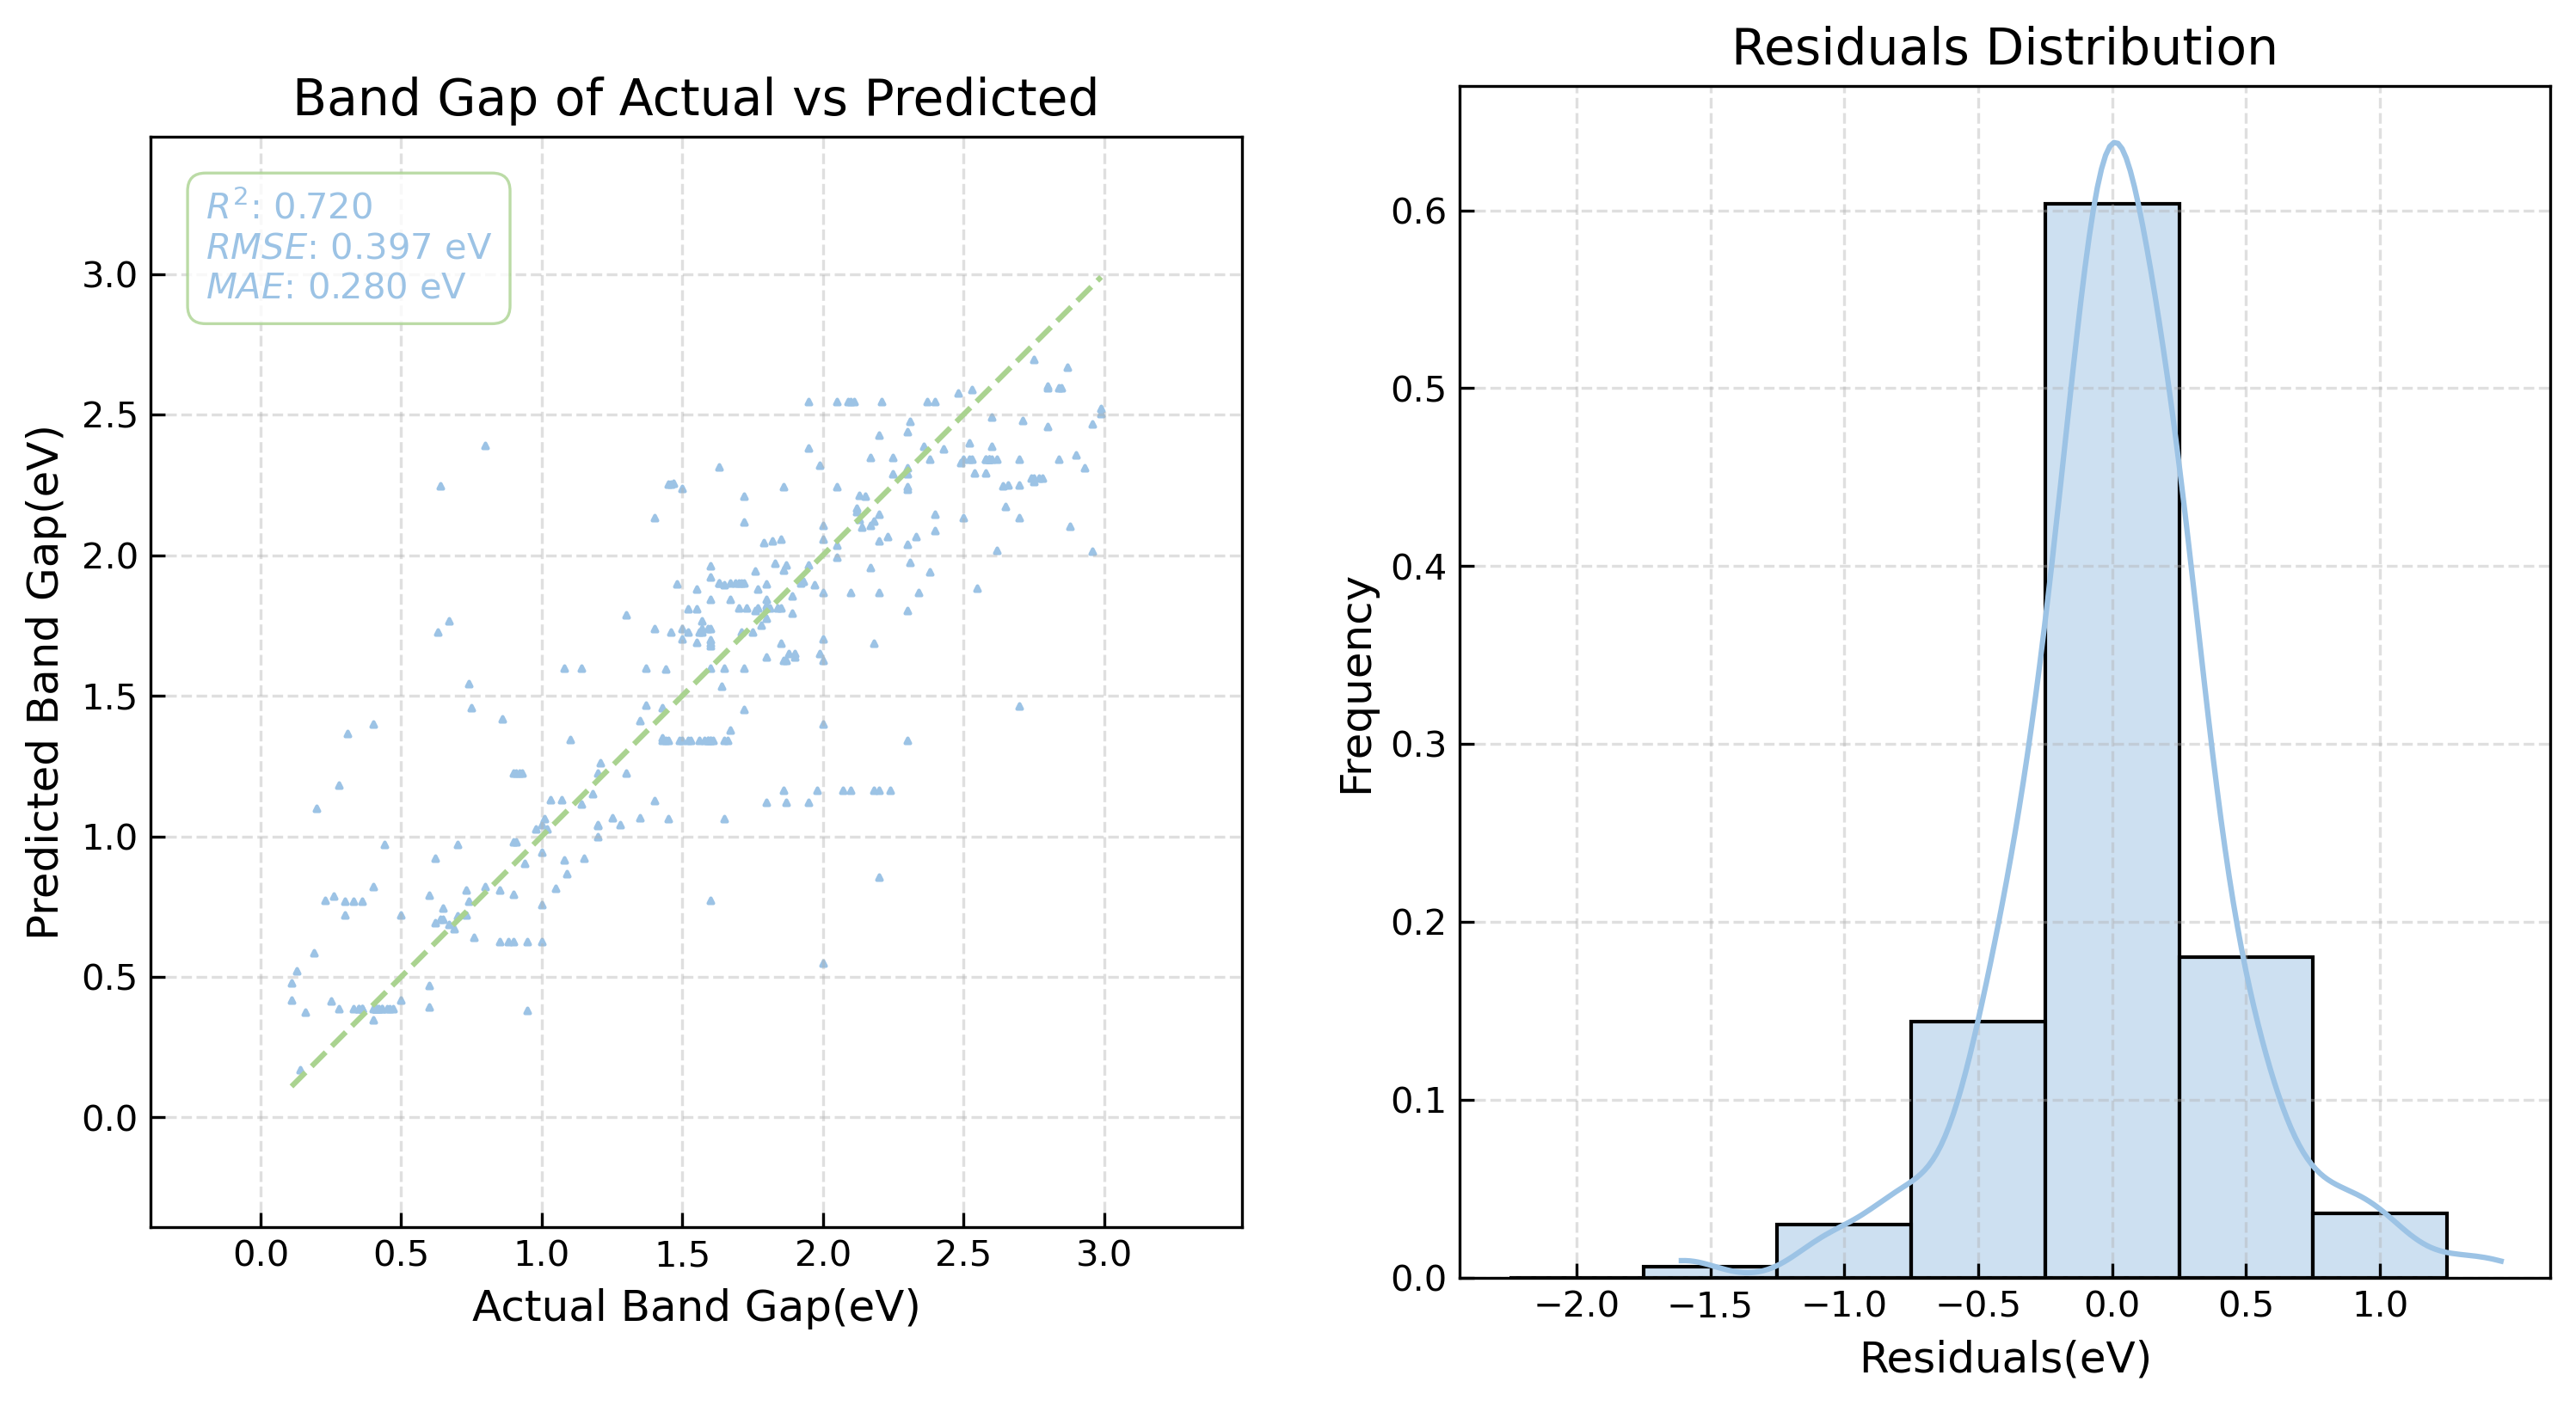 Band Gap of Actual vs Predicted
R²: 0.720
RMSE: 0.397 eV
MAE: 0.280 eV
3.0
2.5
2.0
1.5
1.0
0.5
0.0
Predicted Band Gap(eV)
0.0 0.5 1.0 1.5 2.0 2.5 3.0
Actual Band Gap(eV)
Residuals Distribution
0.6
0.5
0.4
0.3
0.2
0.1
0.0
Frequency
−2.0 −1.5 −1.0 −0.5 0.0 0.5 1.0
Residuals(eV)